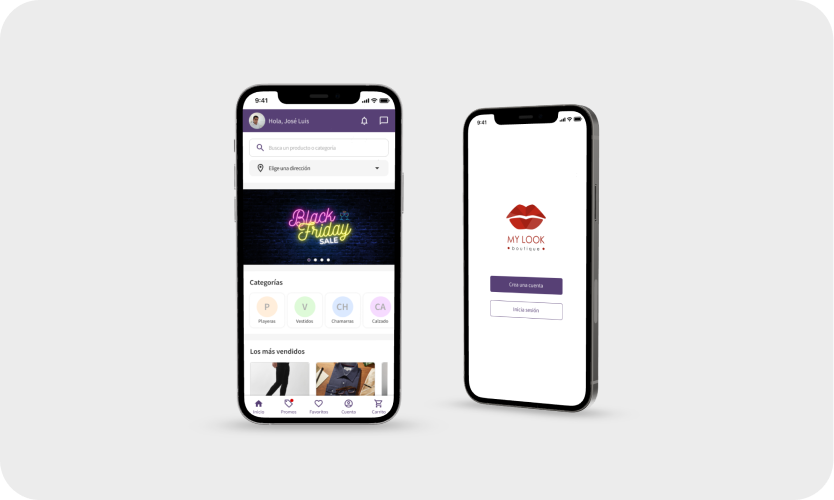 9:41
Hola, José Luis
Busca un producto o categoría
Elige una dirección
Black
Friday
SALE
Categorías
P
V
CH
CA
Playeras
Vestidos
Chamarras
Calzado
Los más vendidos
Inicio
Promos
Favoritos
Cuenta
Carrito
9:41
MY LOOK
boutique
Crea una cuenta
Inicia sesión